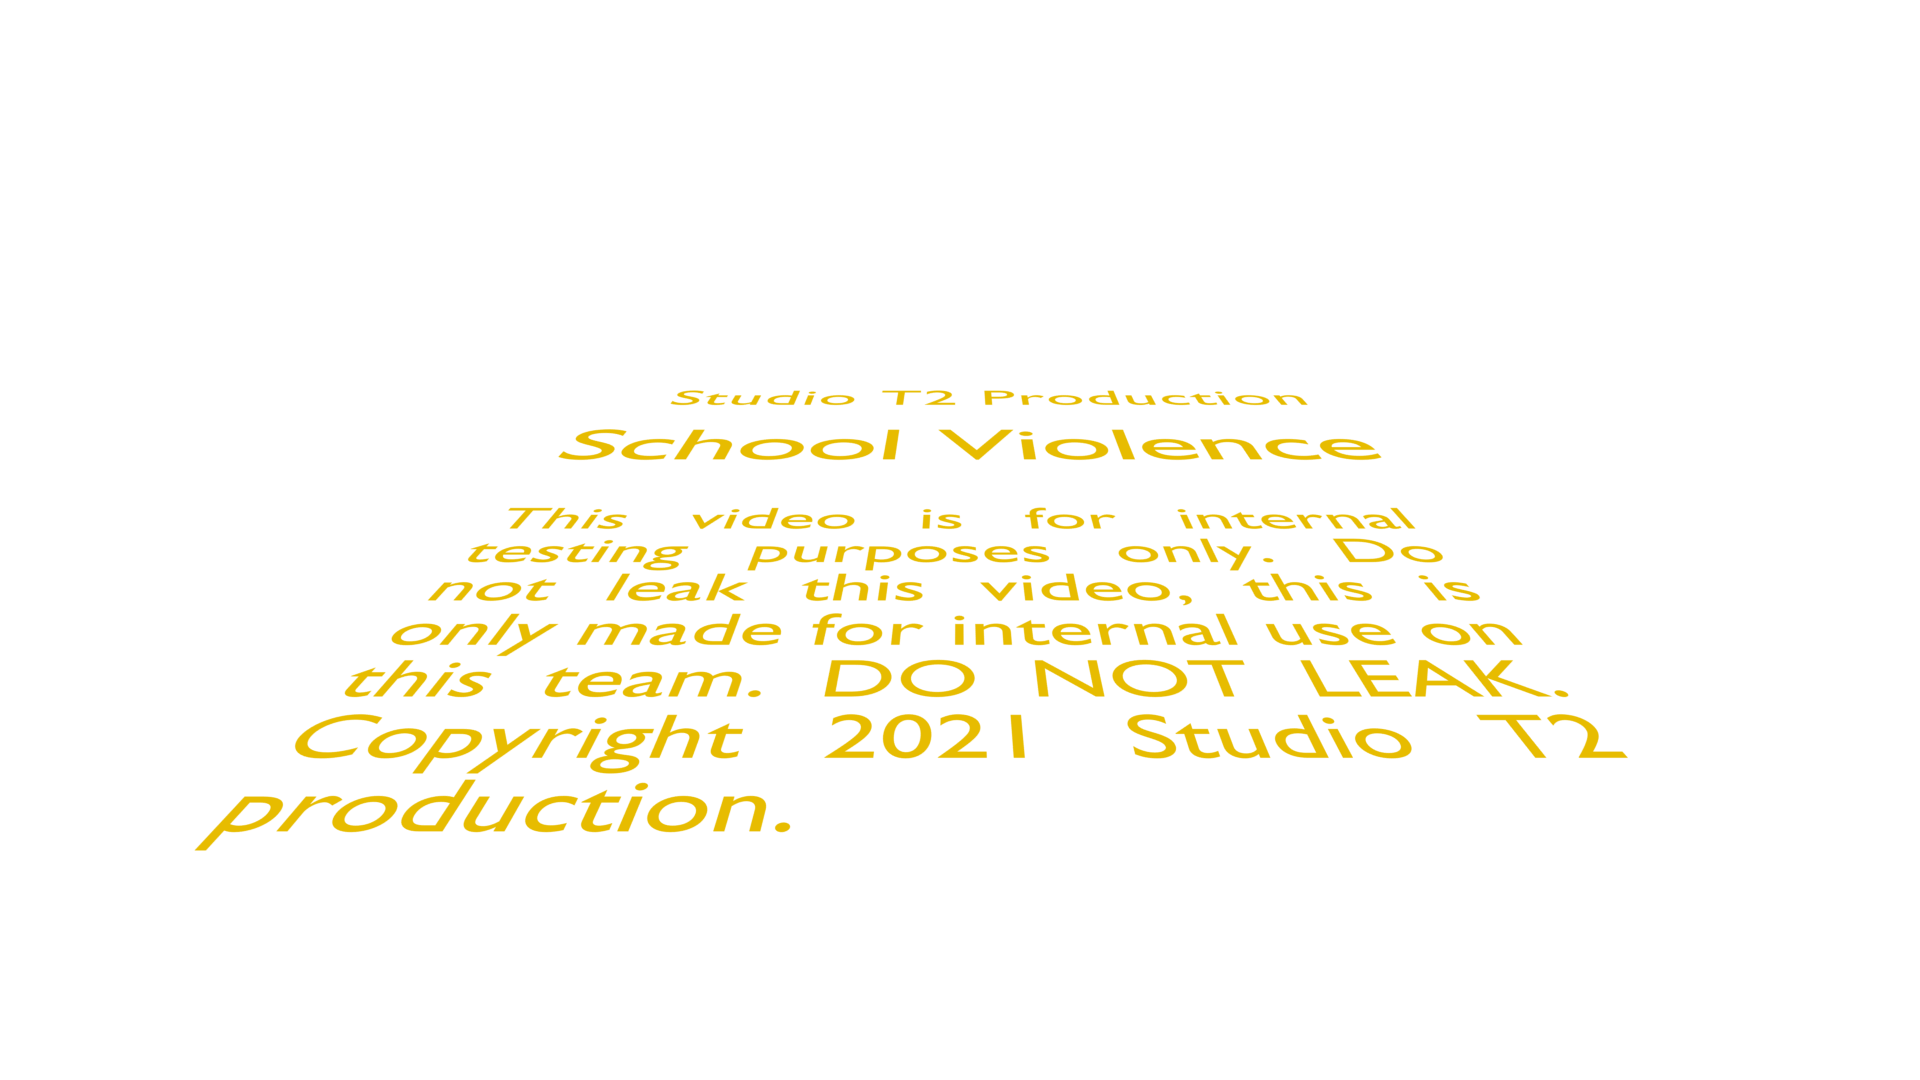 Studio T2 Production
School Violence
This video is for internal
testing purposes only. Do
not leak this video, this is
only made for internal use on
this team. DO NOT LEAK.
Copyright 2021 Studio T2
production.